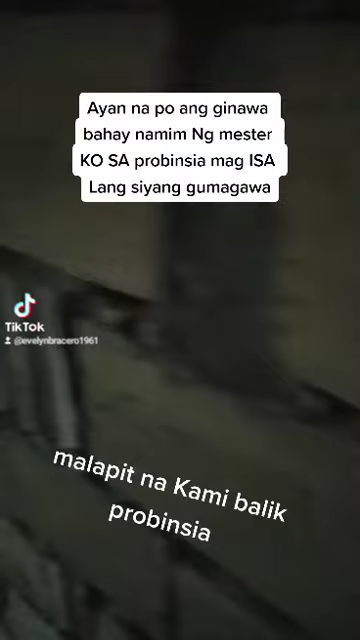 Ayan na po ang ginawa
bahay namim Ng mester
KO SA probinsia mag ISA
Lang siyang gumagawa
TikTok
@evelynbracero1961
malapit na Kami balik
probinsia